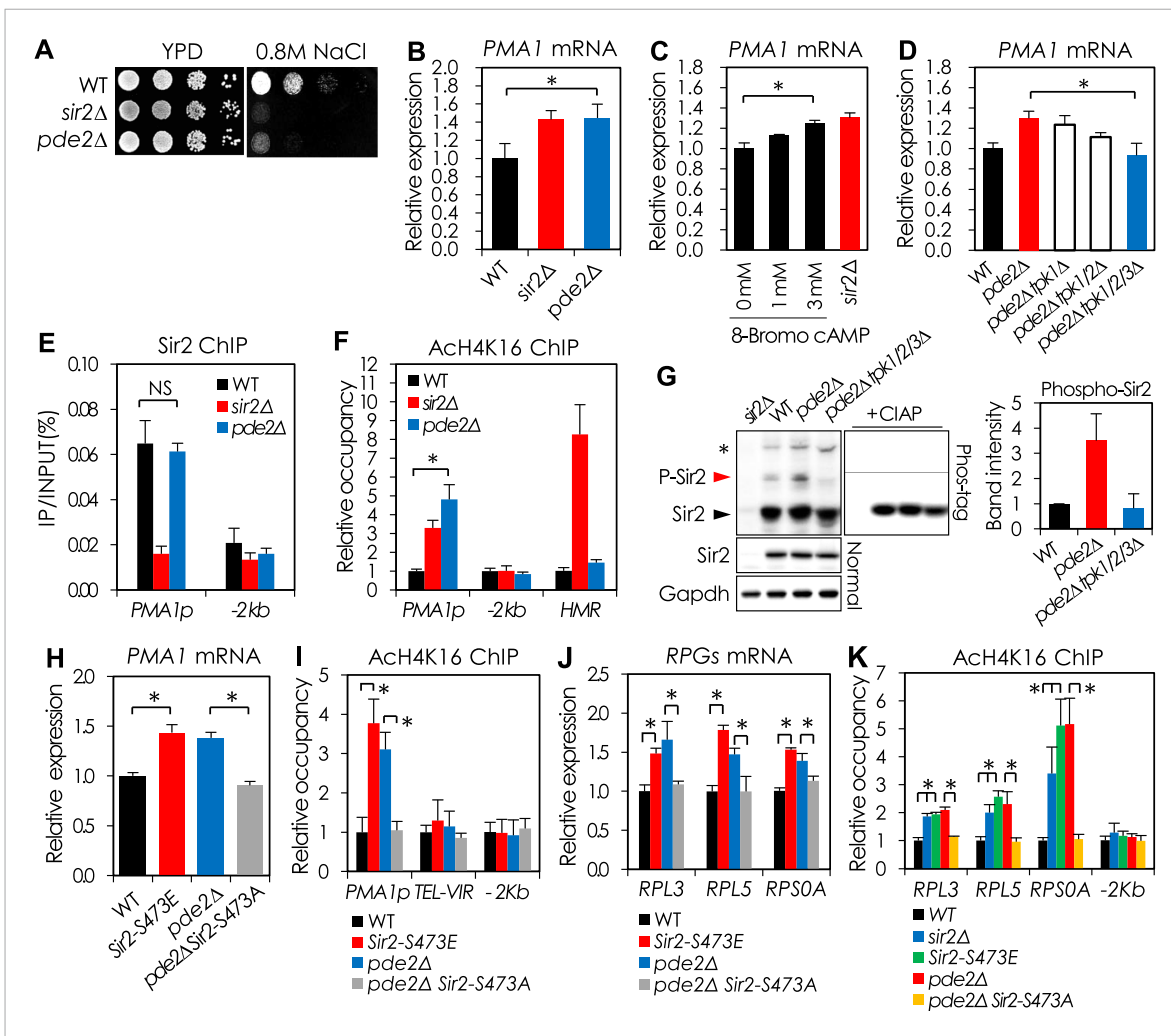 A
YPD
0.8M NaCl
WT
sir2Δ
pde2Δ
B
PMA1 mRNA
*
Relative expression
2.0
1.8
1.6
1.4
1.2
1.0
0.8
0.6
0.4
0.2
0.0
WT
sir2Δ
pde2Δ
C
PMA1 mRNA
*
Relative expression
1.8
1.6
1.4
1.2
1.0
0.8
0.6
0.4
0.2
0.0
0 mM
1 mM
3 mM
sir2Δ
8-Bromo cAMP
D
PMA1 mRNA
*
Relative expression
1.8
1.6
1.4
1.2
1.0
0.8
0.6
0.4
0.2
0.0
WT
pde2Δ
pde2Δtpk1Δ
pde2Δtpk1/2Δ
pde2Δtpk1/2/3Δ
E
Sir2 ChIP
NS
WT
sir2Δ
pde2Δ
IP/INPUT(%)
0.10
0.08
0.06
0.04
0.02
0.00
PMA1p
-2kb
F
AcH4K16 ChIP
WT
sir2Δ
pde2Δ
*
Relative occupancy
12
10
8
7
6
5
4
3
2
1
0
PMA1p
-2kb
HMR
G
sir2Δ
WT
pde2Δ
pde2Δtpk1/2/3Δ
+CIAP
*
P-Sir2
Sir2
Phos-tag
Sir2
Gapdh
Normal
Phospho-Sir2
Band intensity
5
4
3
2
1
0
WT
pde2Δ
pde2Δtpk1/2/3Δ
H
PMA1 mRNA
*
*
Relative expression
2.0
1.5
1.0
0.5
0.0
WT
Sir2-S473E
pde2Δ
pde2ΔSir2-S473A
I
AcH4K16 ChIP
*
*
*
Relative occupancy
5
4
3
2
1
0
PMA1p
TEL-VIR
-2Kb
WT
Sir2-S473E
pde2Δ
pde2Δ Sir2-S473A
J
RPGs mRNA
*
*
*
*
*
*
Relative expression
2.5
2.0
1.5
1.0
0.5
0.0
RPL3
RPL5
RPS0A
WT
Sir2-S473E
pde2Δ
pde2Δ Sir2-S473A
K
AcH4K16 ChIP
*
*
*
*
*
*
Relative occupancy
7
6
5
4
3
2
1
0
RPL3
RPL5
RPS0A
-2Kb
WT
sir2Δ
Sir2-S473E
pde2Δ
pde2Δ Sir2-S473A